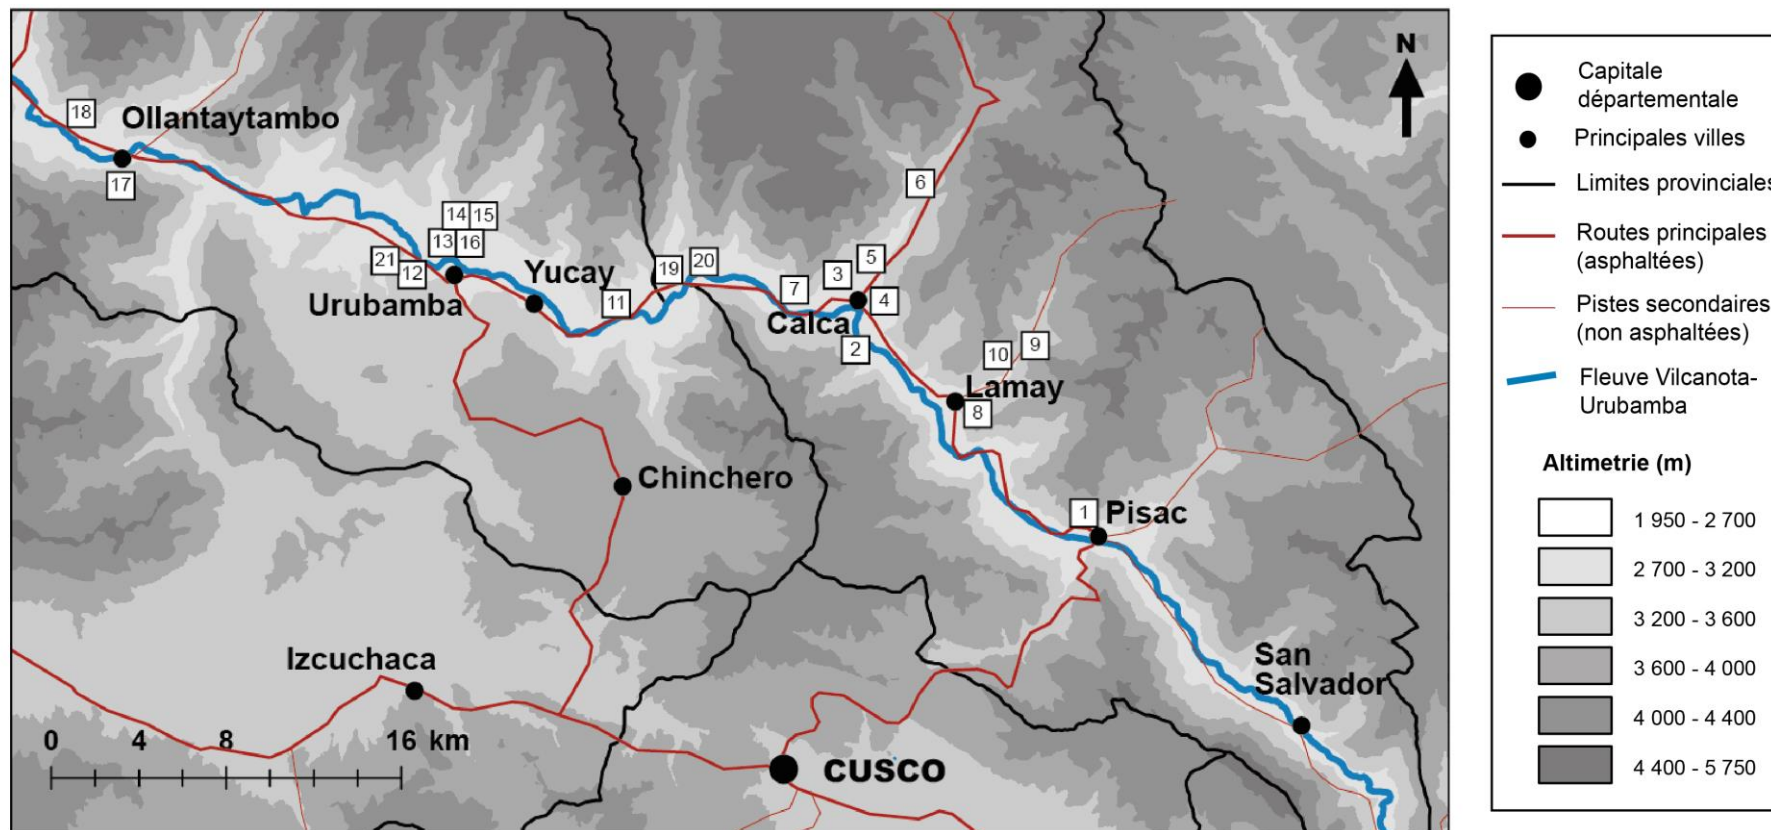 N
18
Ollantaytambo
17
14 15
13 16
21
12
Urubamba
Yucay
11
19 20
7
3
5
6
4
Calca
2
10 9
Lamay
8
Chinchero
1
Pisac
Izcuchaca
San
Salvador
0 4 8 16 km
CUSCO
Capitale
départementale
Principales villes
Limites provinciales
Routes principales
(asphaltées)
Pistes secondaires
(non asphaltées)
Fleuve Vilcanota-
Urubamba
Altimetrie (m)
1 950 - 2 700
2 700 - 3 200
3 200 - 3 600
3 600 - 4 000
4 000 - 4 400
4 400 - 5 750